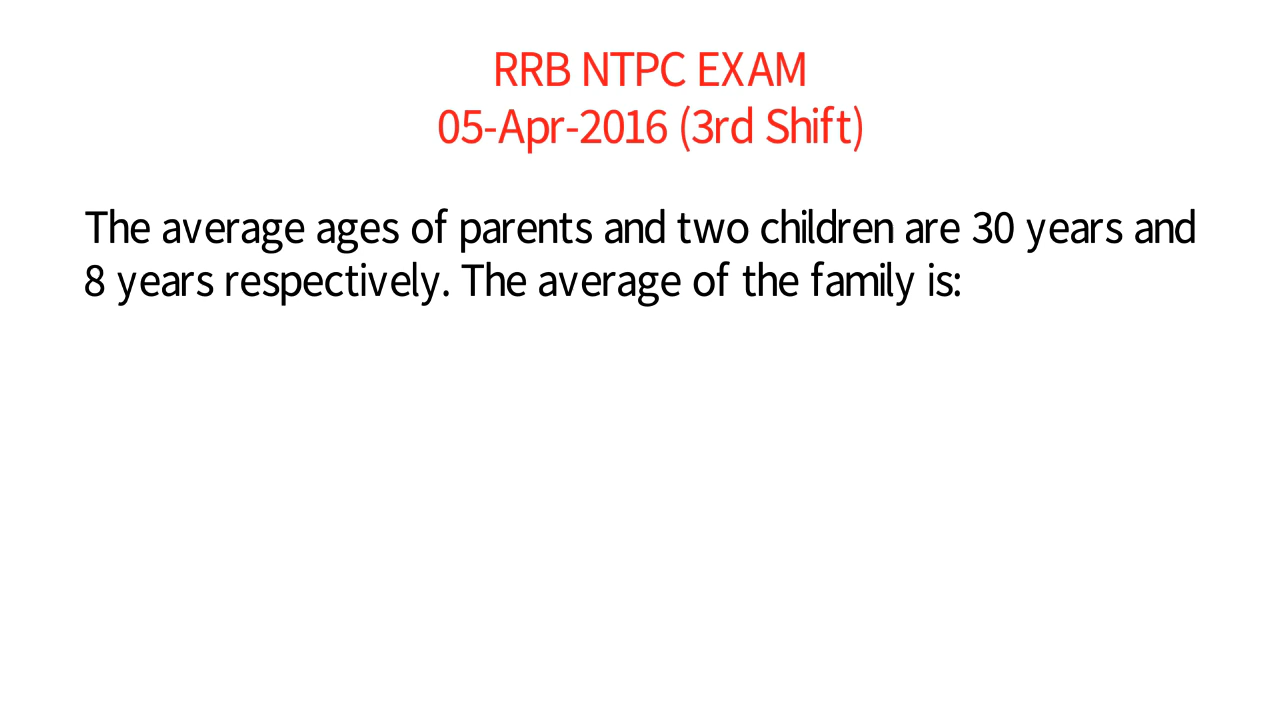 RRB NTPC EXAM
05-Apr-2016 (3rd Shift)
The average ages of parents and two children are 30 years and
8 years respectively. The average of the family is: